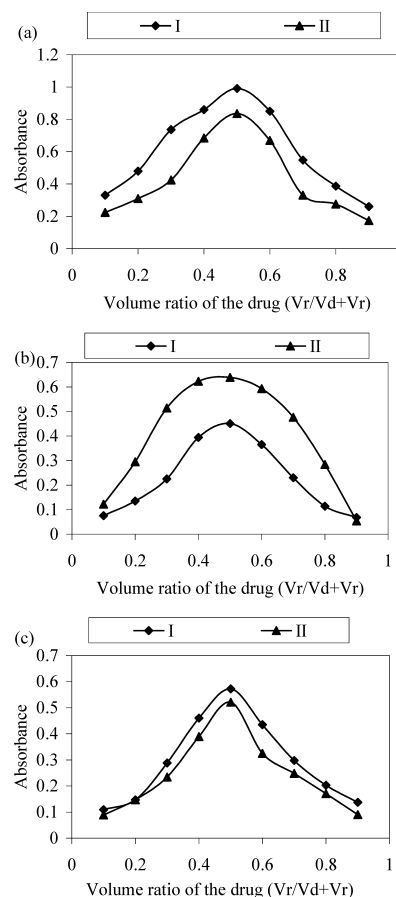 (a)
I II
1.2
1
0.8
0.6
0.4
0.2
0
Absorbance
0 0.2 0.4 0.6 0.8
Volume ratio of the drug (Vr/Vd+Vr)
(b)
I II
0.7
0.6
0.5
0.4
0.3
0.2
0.1
0
Absorbance
0 0.2 0.4 0.6 0.8 1
Volume ratio of the drug (Vr/Vd+Vr)
(c)
I II
0.7
0.6
0.5
0.4
0.3
0.2
0.1
0
Absorbance
0 0.2 0.4 0.6 0.8 1
Volume ratio of the drug (Vr/Vd+Vr)